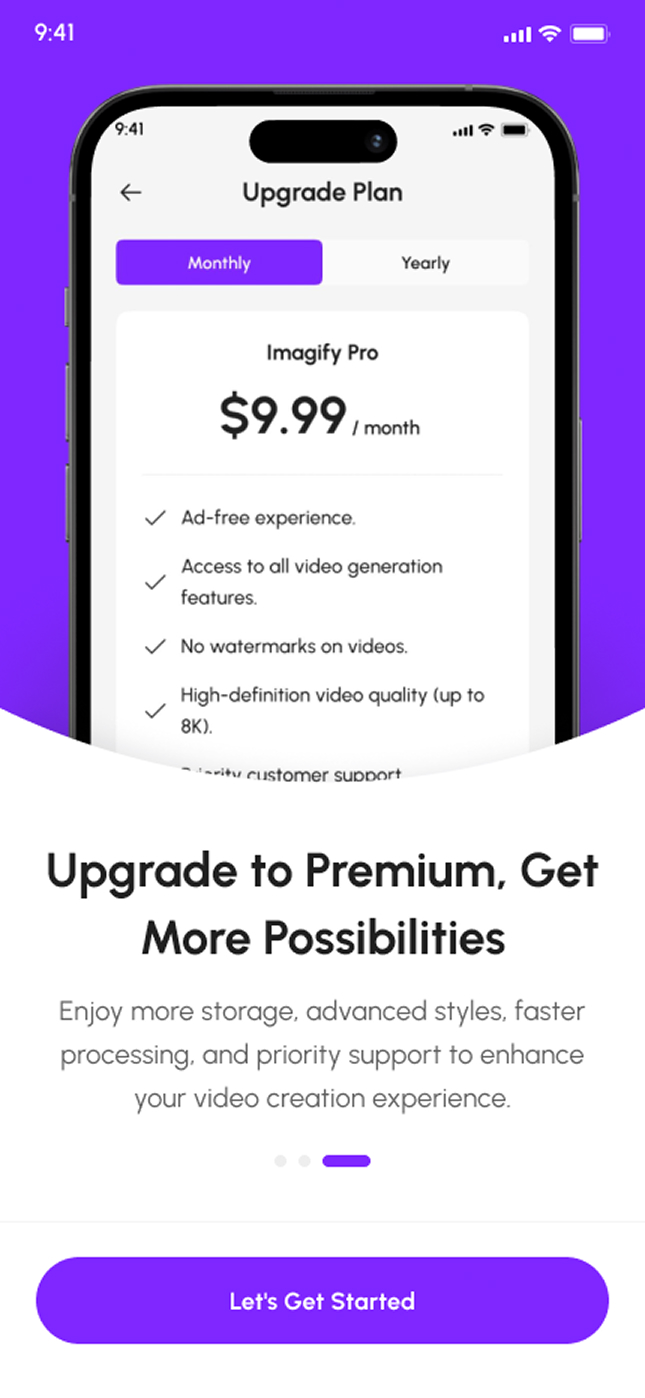 9:41
9:41
Upgrade Plan
Monthly
Yearly
Imagify Pro
$9.99 / month
Ad-free experience.
Access to all video generation
features.
No watermarks on videos.
High-definition video quality (up to
8K).
Priority customer support
Upgrade to Premium, Get
More Possibilities
Enjoy more storage, advanced styles, faster
processing, and priority support to enhance
your video creation experience.
Let's Get Started